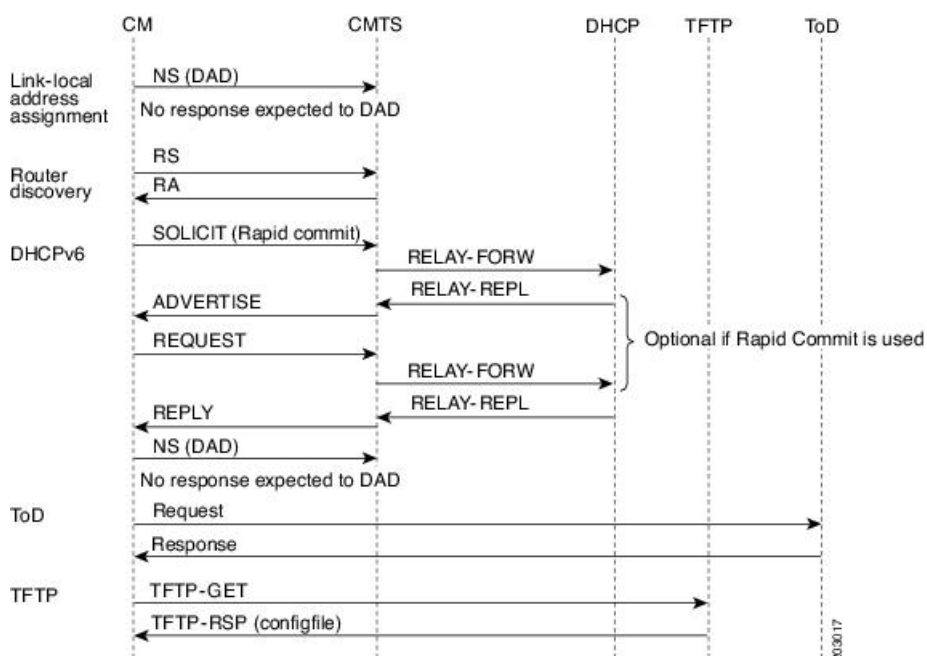 CM CMTS DHCP TFTP ToD
Link-local
address
assignment
NS (DAD)
No response expected to DAD
Router
discovery
RS
RA
DHCPv6
SOLICIT (Rapid commit)
RELAY-FORW
RELAY-REPL
ADVERTISE
REQUEST
Optional if Rapid Commit is used
RELAY-FORW
RELAY-REPL
REPLY
NS (DAD)
No response expected to DAD
ToD
Request
Response
TFTP
TFTP-GET
TFTP-RSP (configfile)